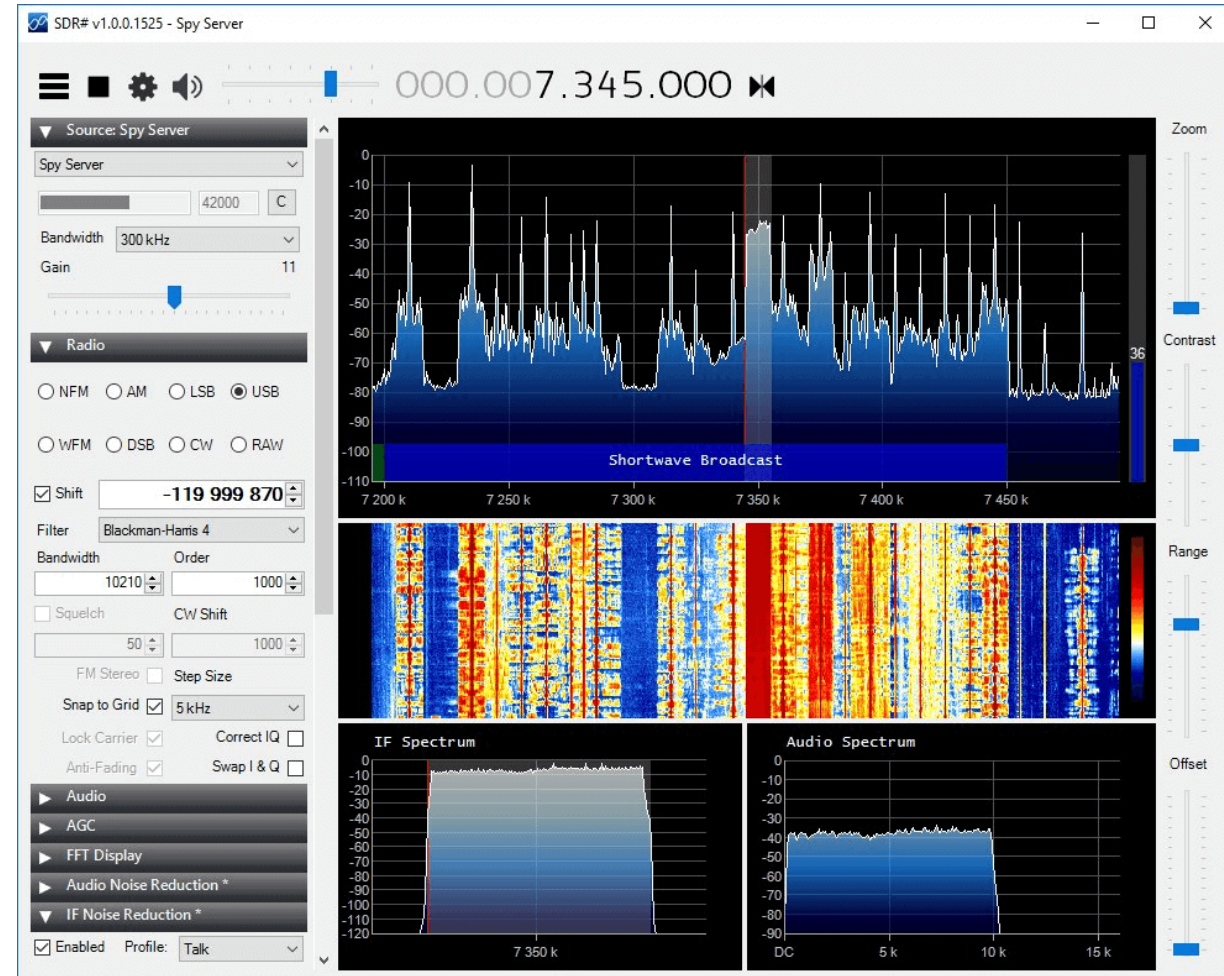 SDR# v1.0.0.1525 - Spy Server
000.007.345.000
Source: Spy Server
Spy Server
42000 C
Bandwidth 300 kHz
Gain 11
Radio
NFM AM LSB USB
WFM DSB CW RAW
Shift -119 999 870
Filter Blackman-Harris 4
Bandwidth Order
10210 1000
Squelch CW Shift
50 1000
FM Stereo Step Size
Snap to Grid 5 kHz
Lock Carrier Correct IQ
Anti-Fading Swap I & Q
Audio
AGC
FFT Display
Audio Noise Reduction *
IF Noise Reduction *
Enabled Profile: Talk
0
-10
-20
-30
-40
-50
-60
-70
-80
-90
-100
-110
Shortwave Broadcast
7 200 k 7 250 k 7 300 k 7 350 k 7 400 k 7 450 k
36
IF Spectrum
0
-10
-20
-30
-40
-50
-60
-70
-80
-90
-100
-110
-120
7 350 k
Audio Spectrum
0
-10
-20
-30
-40
-50
-60
-70
-80
-90
DC 5 k 10 k 15 k
Zoom
Contrast
Range
Offset